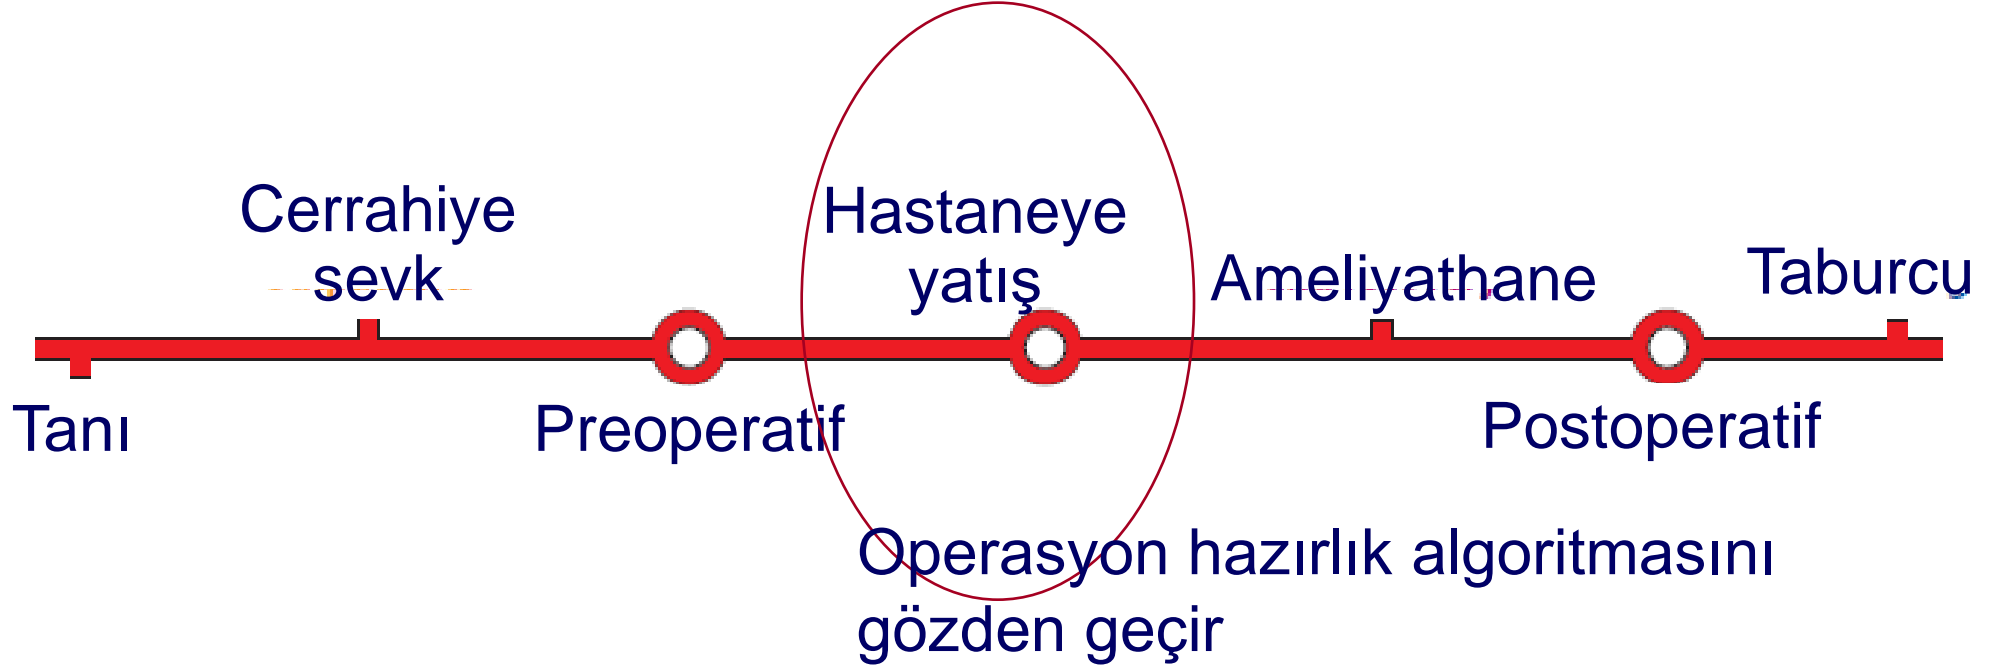 Cerrahiye
sevk
Hastaneye
yatış
Ameliyathane
Taburcu
Tanı
Preoperatif
Postoperatif
Operasyon hazırlık algoritmasını
gözden geçir